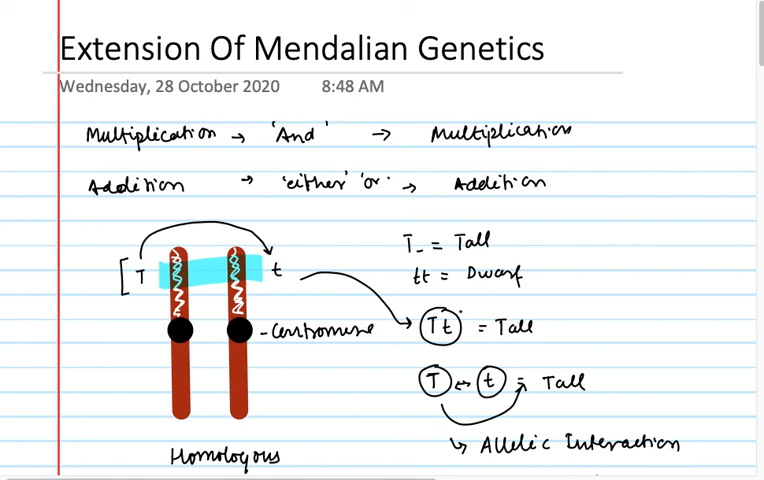 Extension Of Mendalian Genetics
Wednesday, 28 October 2020 8:48 AM
Multiplication → 'And' → Multiplication
Addition → 'either' 'or' → Addition
T_ = Tall
[ T t
tt = Dwarf
Tt = Tall
- Centromere
T ↔ t = Tall
↳ Allelic Interaction
Homologous